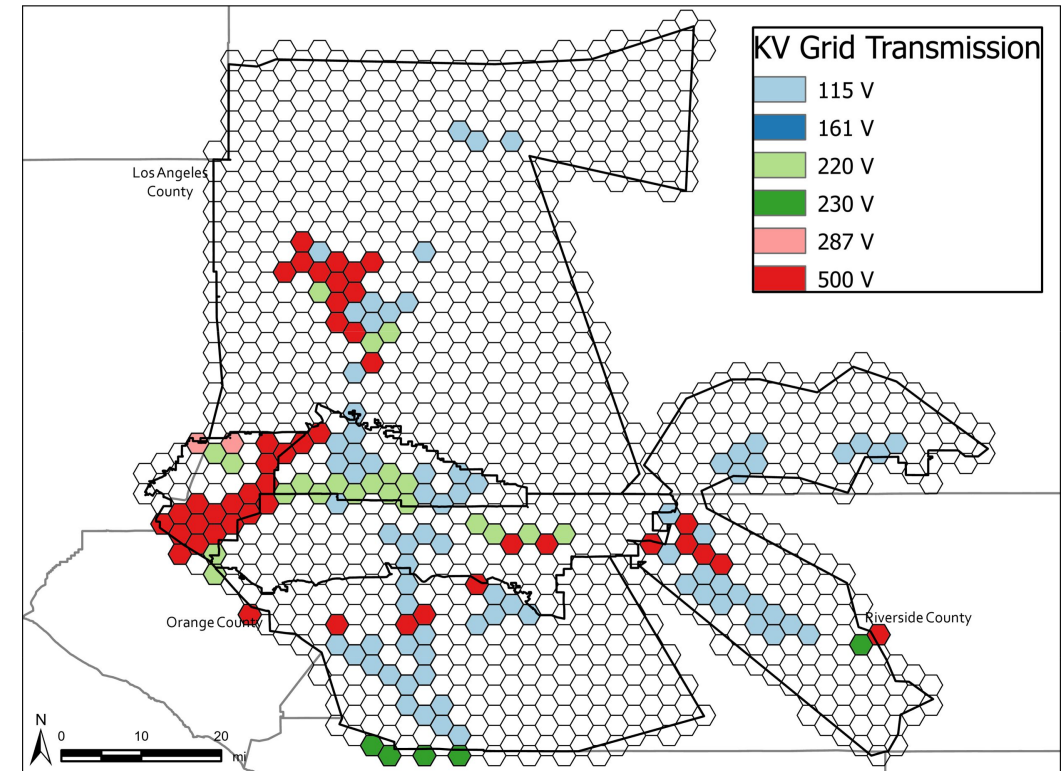 KV Grid Transmission
115 V
161 V
220 V
230 V
287 V
500 V
Los Angeles
County
Orange County
Riverside County
N
0 10 20
mi